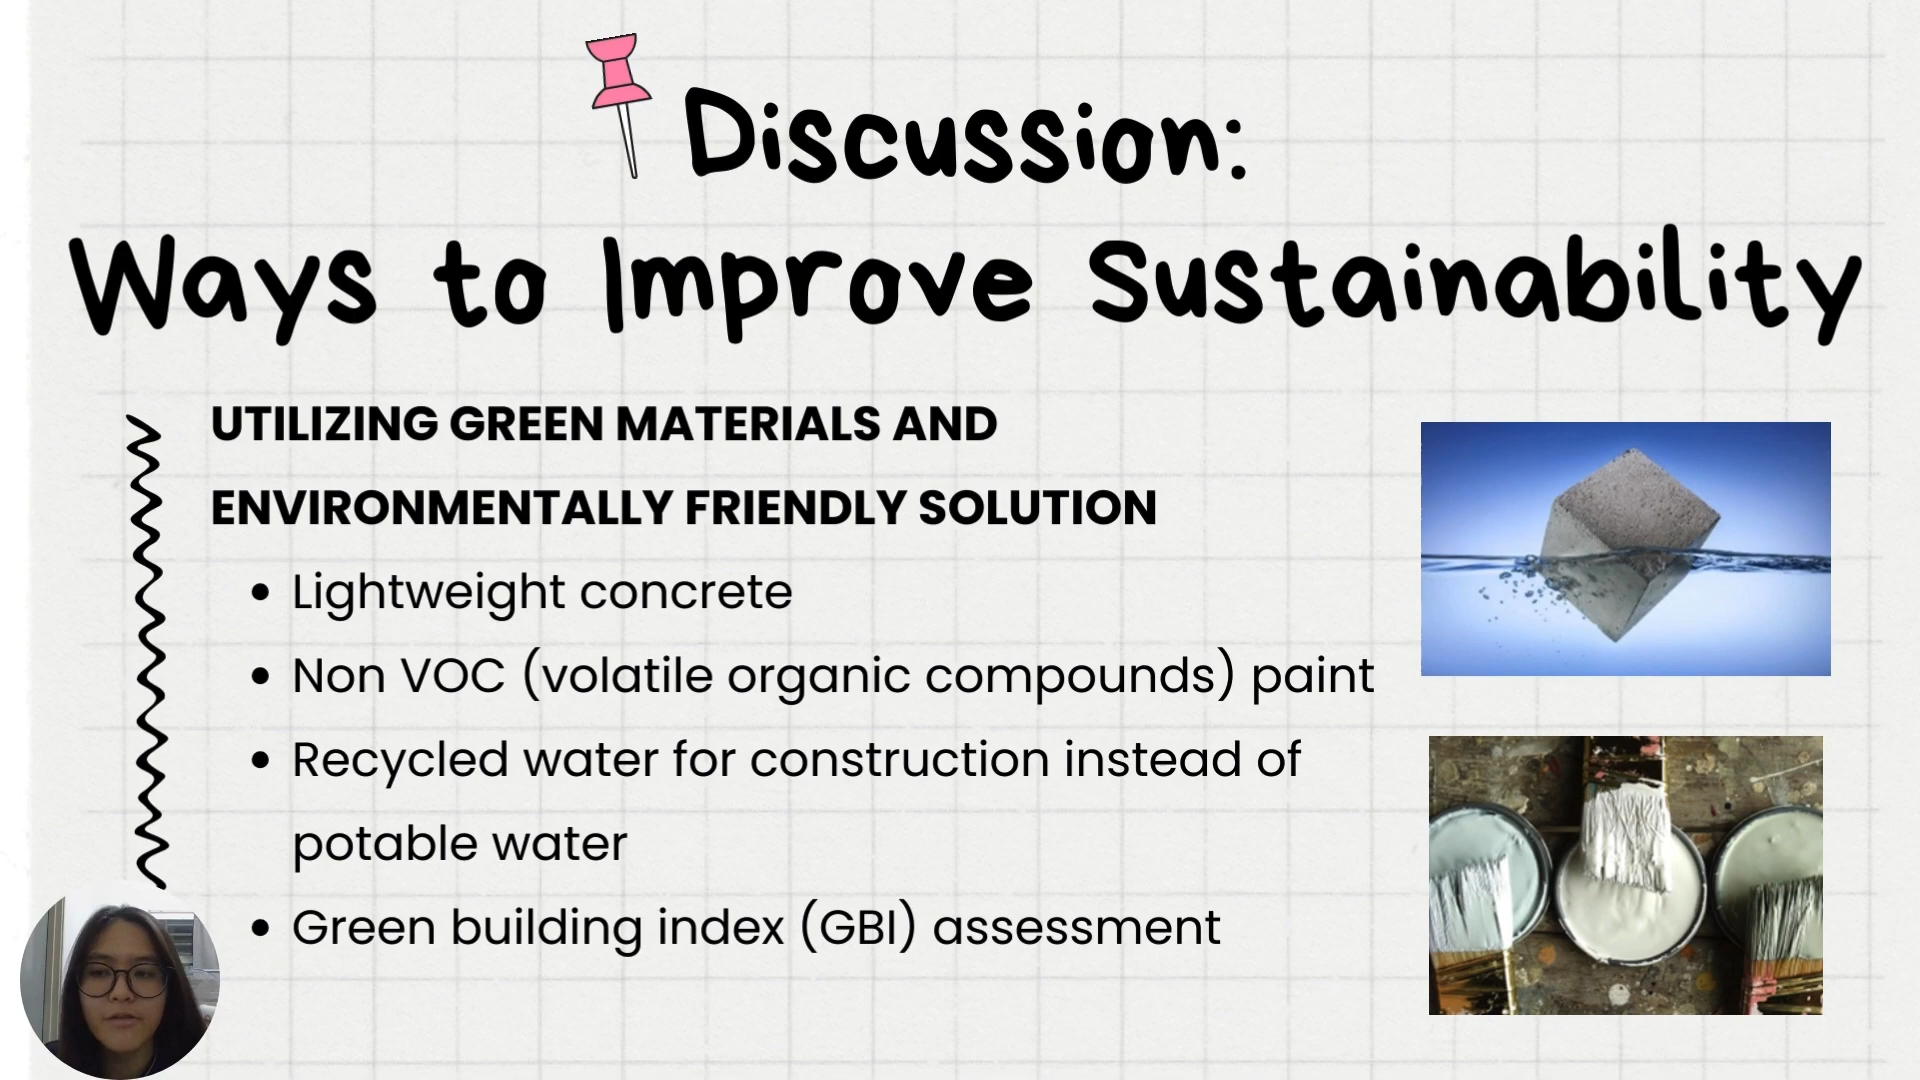 Discussion:
Ways to Improve Sustainability
UTILIZING GREEN MATERIALS AND
ENVIRONMENTALLY FRIENDLY SOLUTION
• Lightweight concrete
• Non VOC (volatile organic compounds) paint
• Recycled water for construction instead of
potable water
• Green building index (GBI) assessment